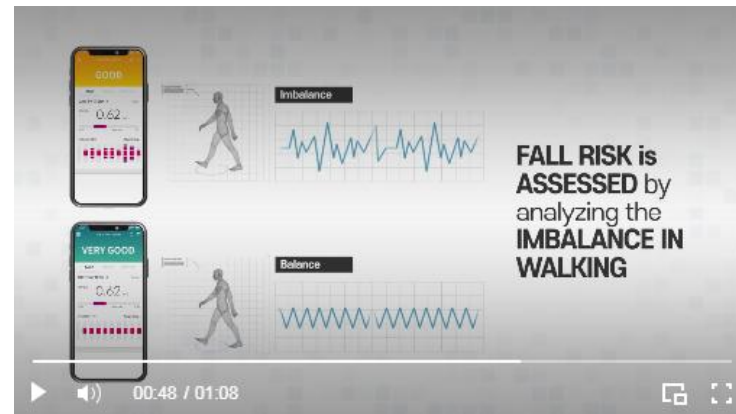 GOOD
0.62
Imbalance
FALL RISK is
ASSESSED by
analyzing the
IMBALANCE IN
WALKING
VERY GOOD
0.62
Balance
00:48 / 01:08